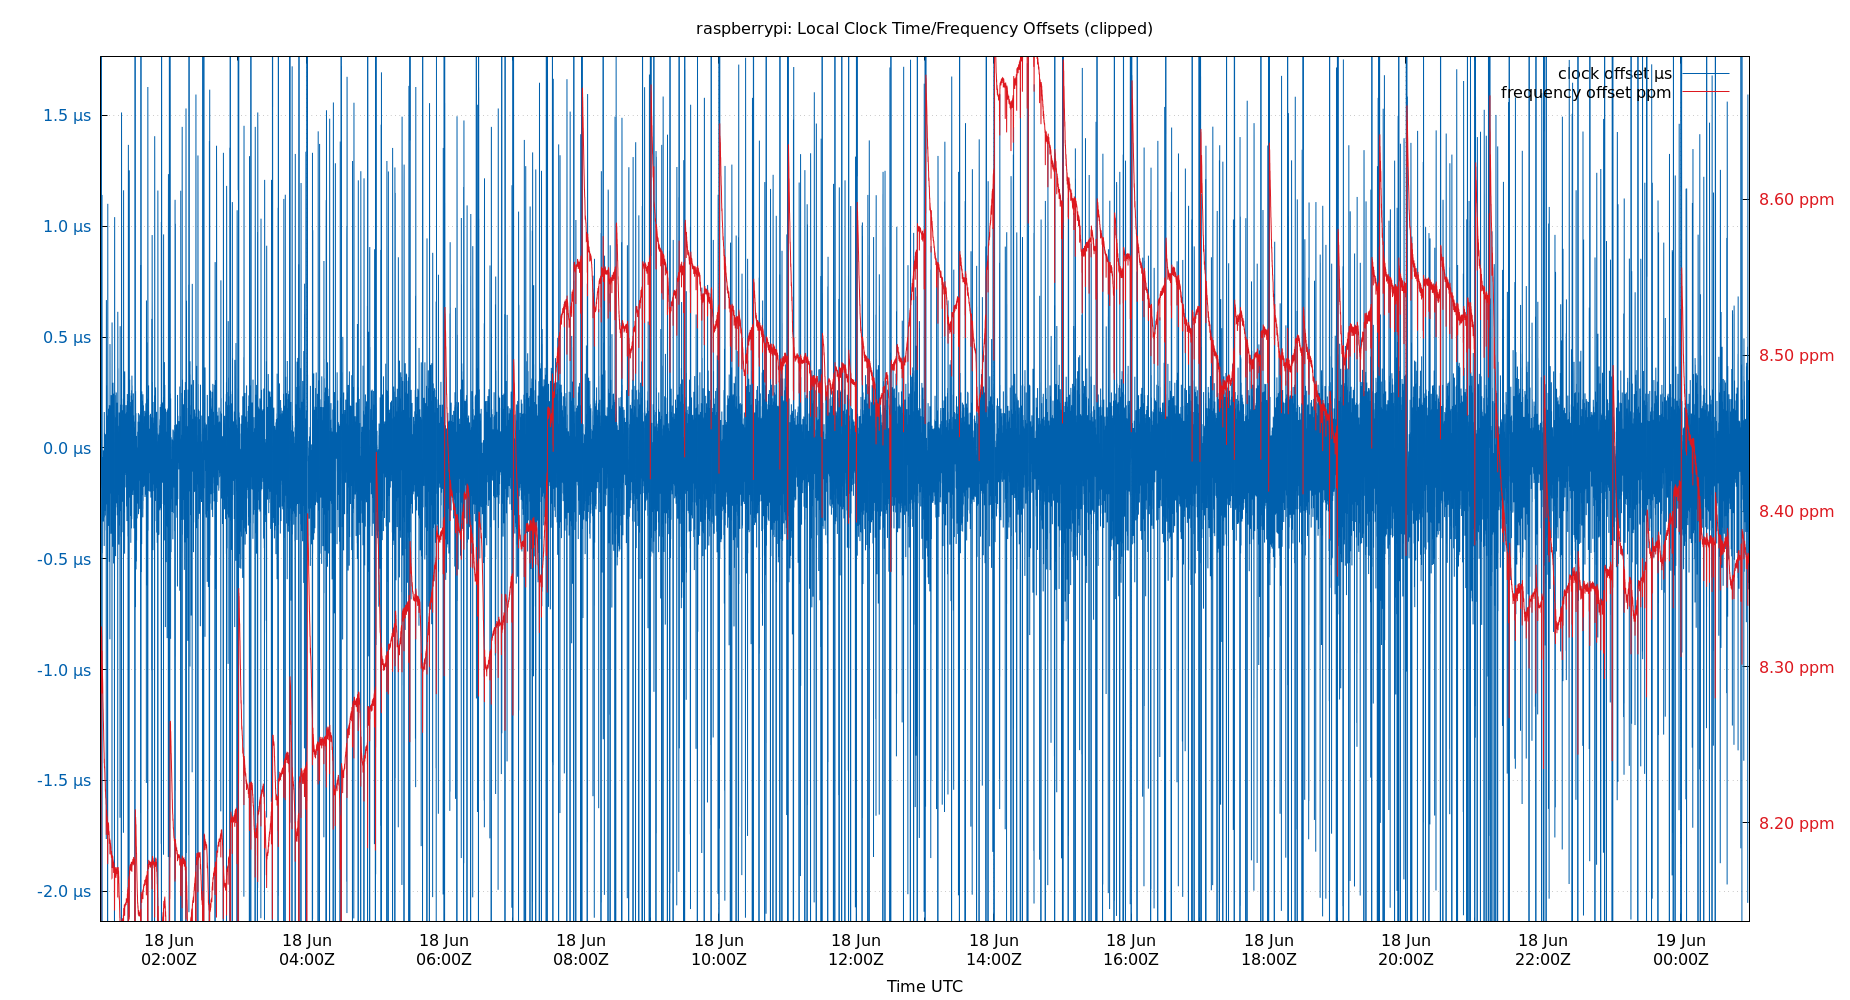 raspberrypi: Local Clock Time/Frequency Offsets (clipped)
clock offset µs
frequency offset ppm
1.5 µs
1.0 µs
0.5 µs
0.0 µs
-0.5 µs
-1.0 µs
-1.5 µs
-2.0 µs
8.60 ppm
8.50 ppm
8.40 ppm
8.30 ppm
8.20 ppm
18 Jun 18 Jun 18 Jun 18 Jun 18 Jun 18 Jun 18 Jun 18 Jun 18 Jun 18 Jun 18 Jun 19 Jun
02:00Z 04:00Z 06:00Z 08:00Z 10:00Z 12:00Z 14:00Z 16:00Z 18:00Z 20:00Z 22:00Z 00:00Z
Time UTC